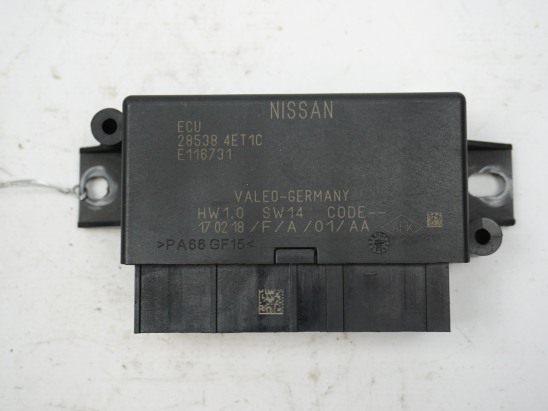 NISSAN
ECU
28538 4ET1C
E116731
VALEO-GERMANY
HW1.0 SW14 CODE--
17 02 18 /F/A/01/AA
>PA66 GF15<